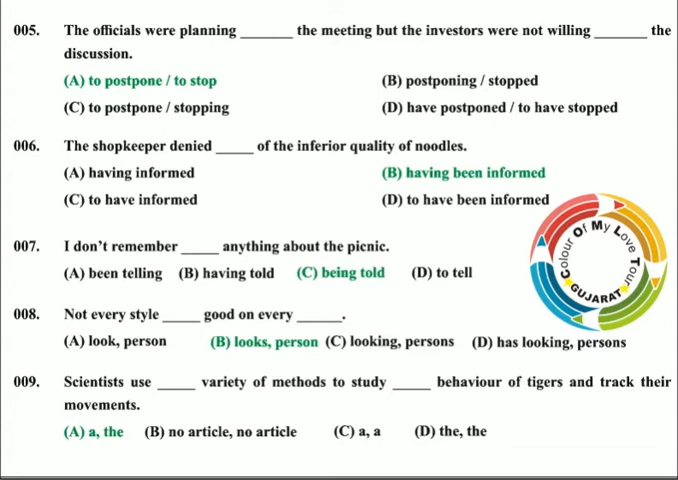 005. The officials were planning _______ the meeting but the investors were not willing _______ the
discussion.
(A) to postpone / to stop (B) postponing / stopped
(C) to postpone / stopping (D) have postponed / to have stopped
006. The shopkeeper denied _____ of the inferior quality of noodles.
(A) having informed (B) having been informed
(C) to have informed (D) to have been informed
007. I don't remember _____ anything about the picnic.
(A) been telling (B) having told (C) being told (D) to tell
008. Not every style _____ good on every ______.
(A) look, person (B) looks, person (C) looking, persons (D) has looking, persons
009. Scientists use _____ variety of methods to study _____ behaviour of tigers and track their
movements.
(A) a, the (B) no article, no article (C) a, a (D) the, the
Colour Of My Love Tour
GUJARAT